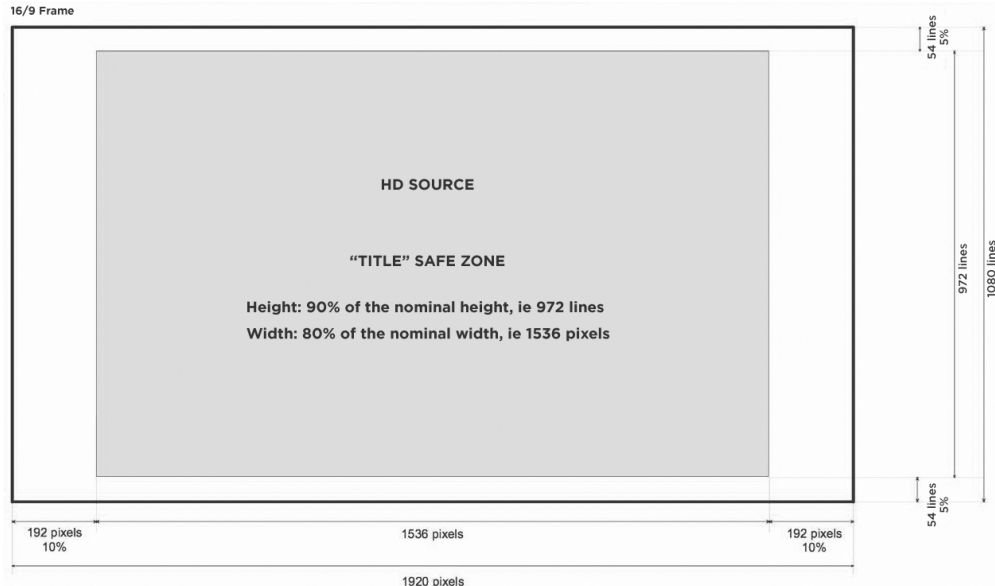 16/9 Frame
54 lines
5%
HD SOURCE
“TITLE” SAFE ZONE
Height: 90% of the nominal height, ie 972 lines
Width: 80% of the nominal width, ie 1536 pixels
972 lines
1080 lines
54 lines
5%
192 pixels
10%
1536 pixels
192 pixels
10%
1920 pixels